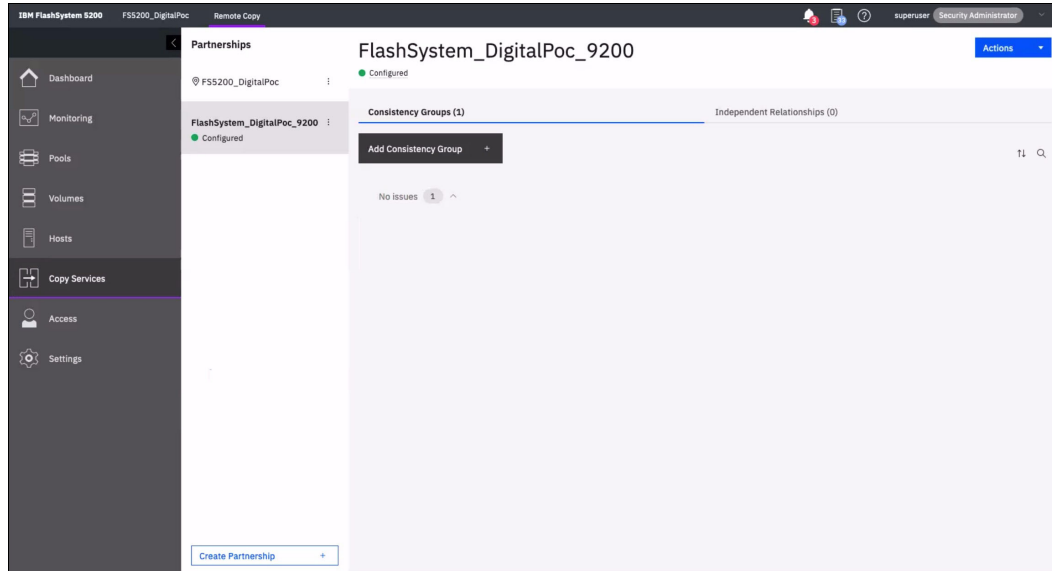 IBM FlashSystem 5200 FS5200_DigitalPoc Remote Copy 3 33 superuser Security Administrator
Partnerships
FS5200_DigitalPoc
FlashSystem_DigitalPoc_9200
Configured
Create Partnership +
Dashboard
Monitoring
Pools
Volumes
Hosts
Copy Services
Access
Settings
FlashSystem_DigitalPoc_9200
Configured
Actions
Consistency Groups (1) Independent Relationships (0)
Add Consistency Group +
No issues 1